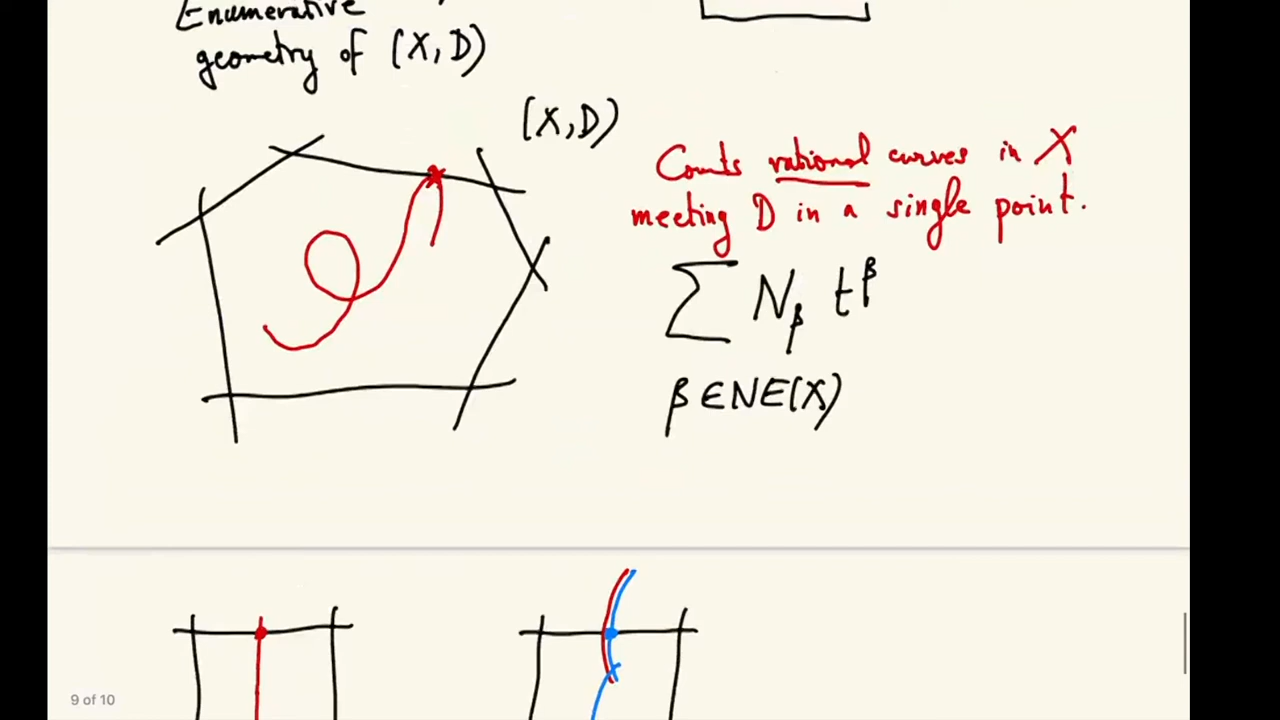 Enumerative
geometry of (X, D)
(X, D)
Counts rational curves in X
meeting D in a single point.
∑ N_β t^β
β ∈ NE(X)
9 of 10